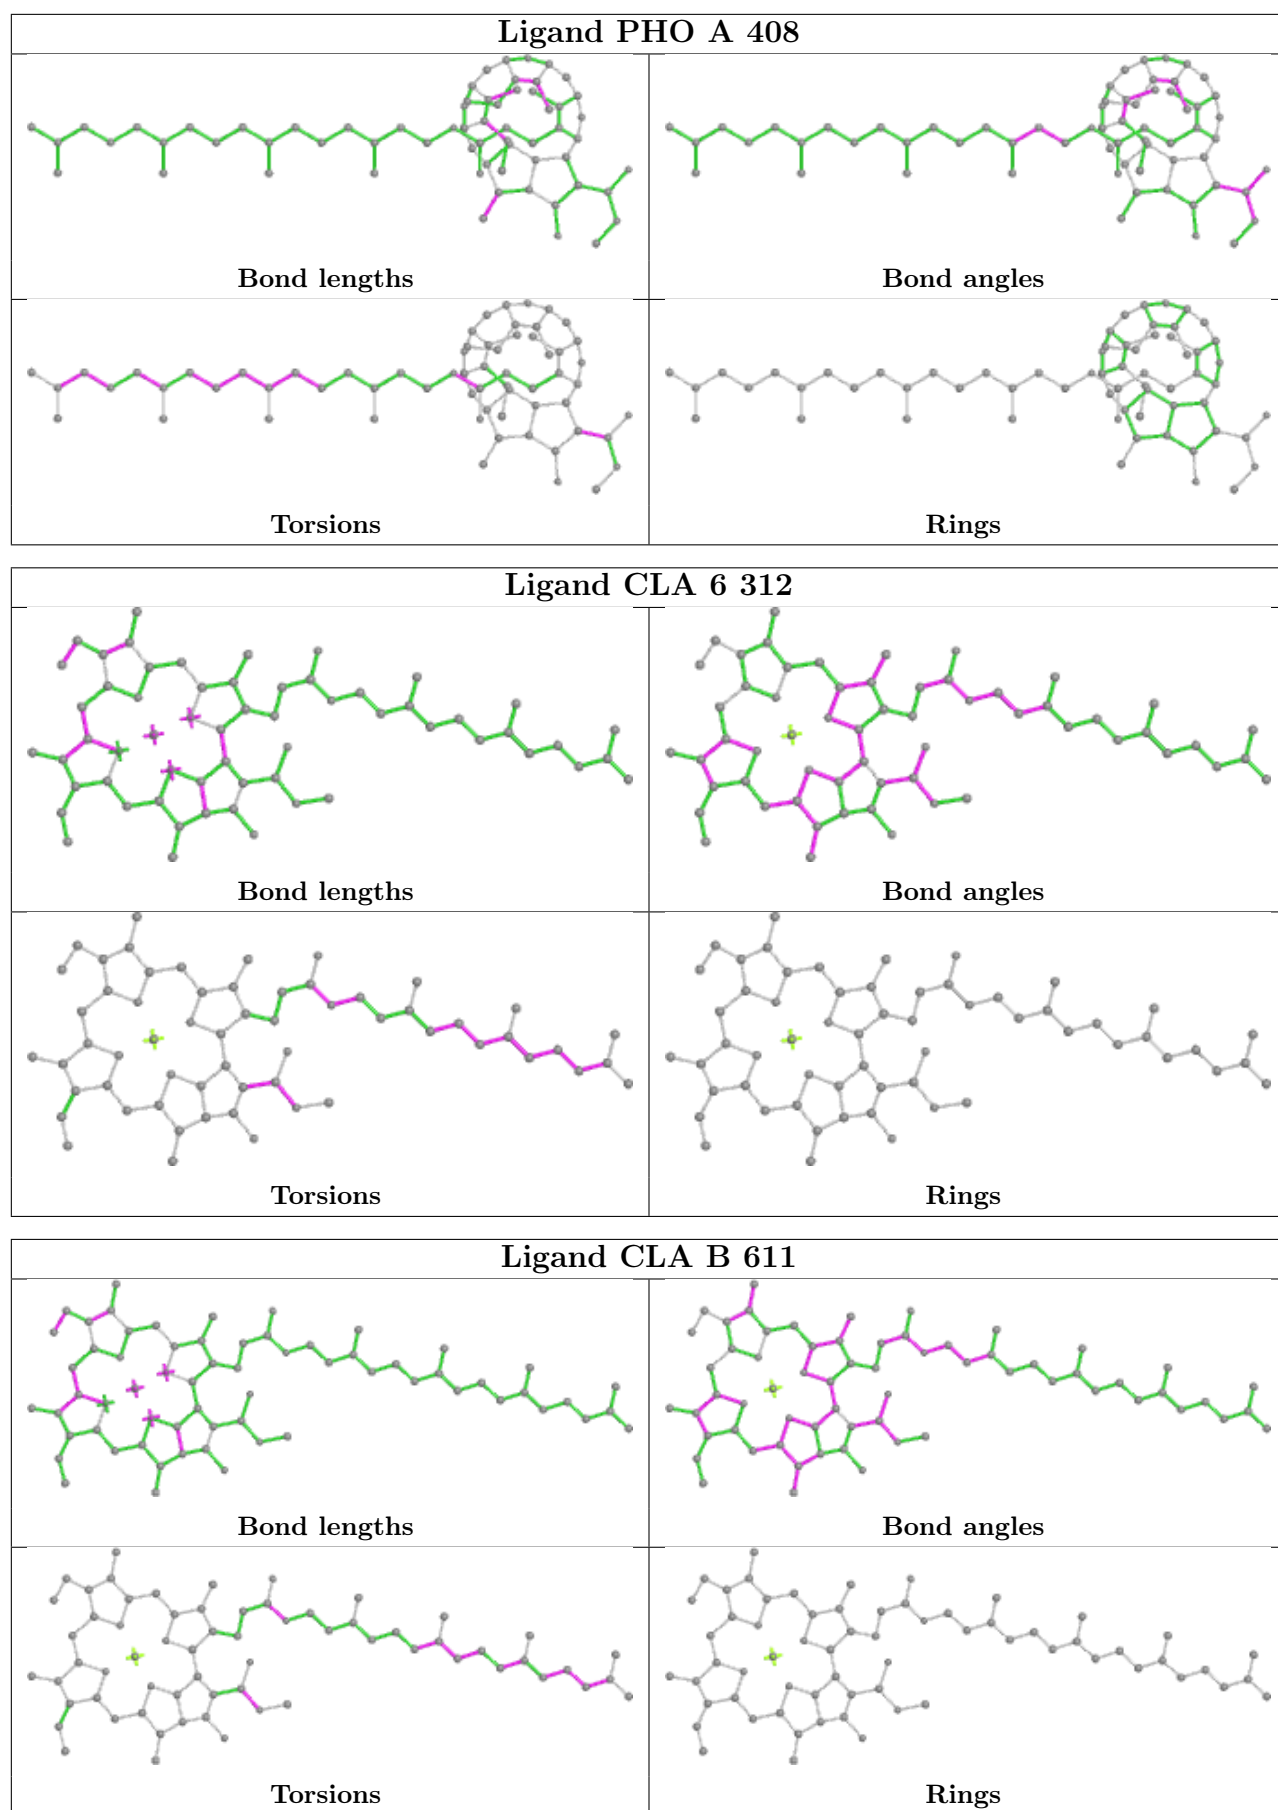 Ligand PHO A 408
Bond lengths
Bond angles
Torsions
Rings
Ligand CLA 6 312
Bond lengths
Bond angles
Torsions
Rings
Ligand CLA B 611
Bond lengths
Bond angles
Torsions
Rings